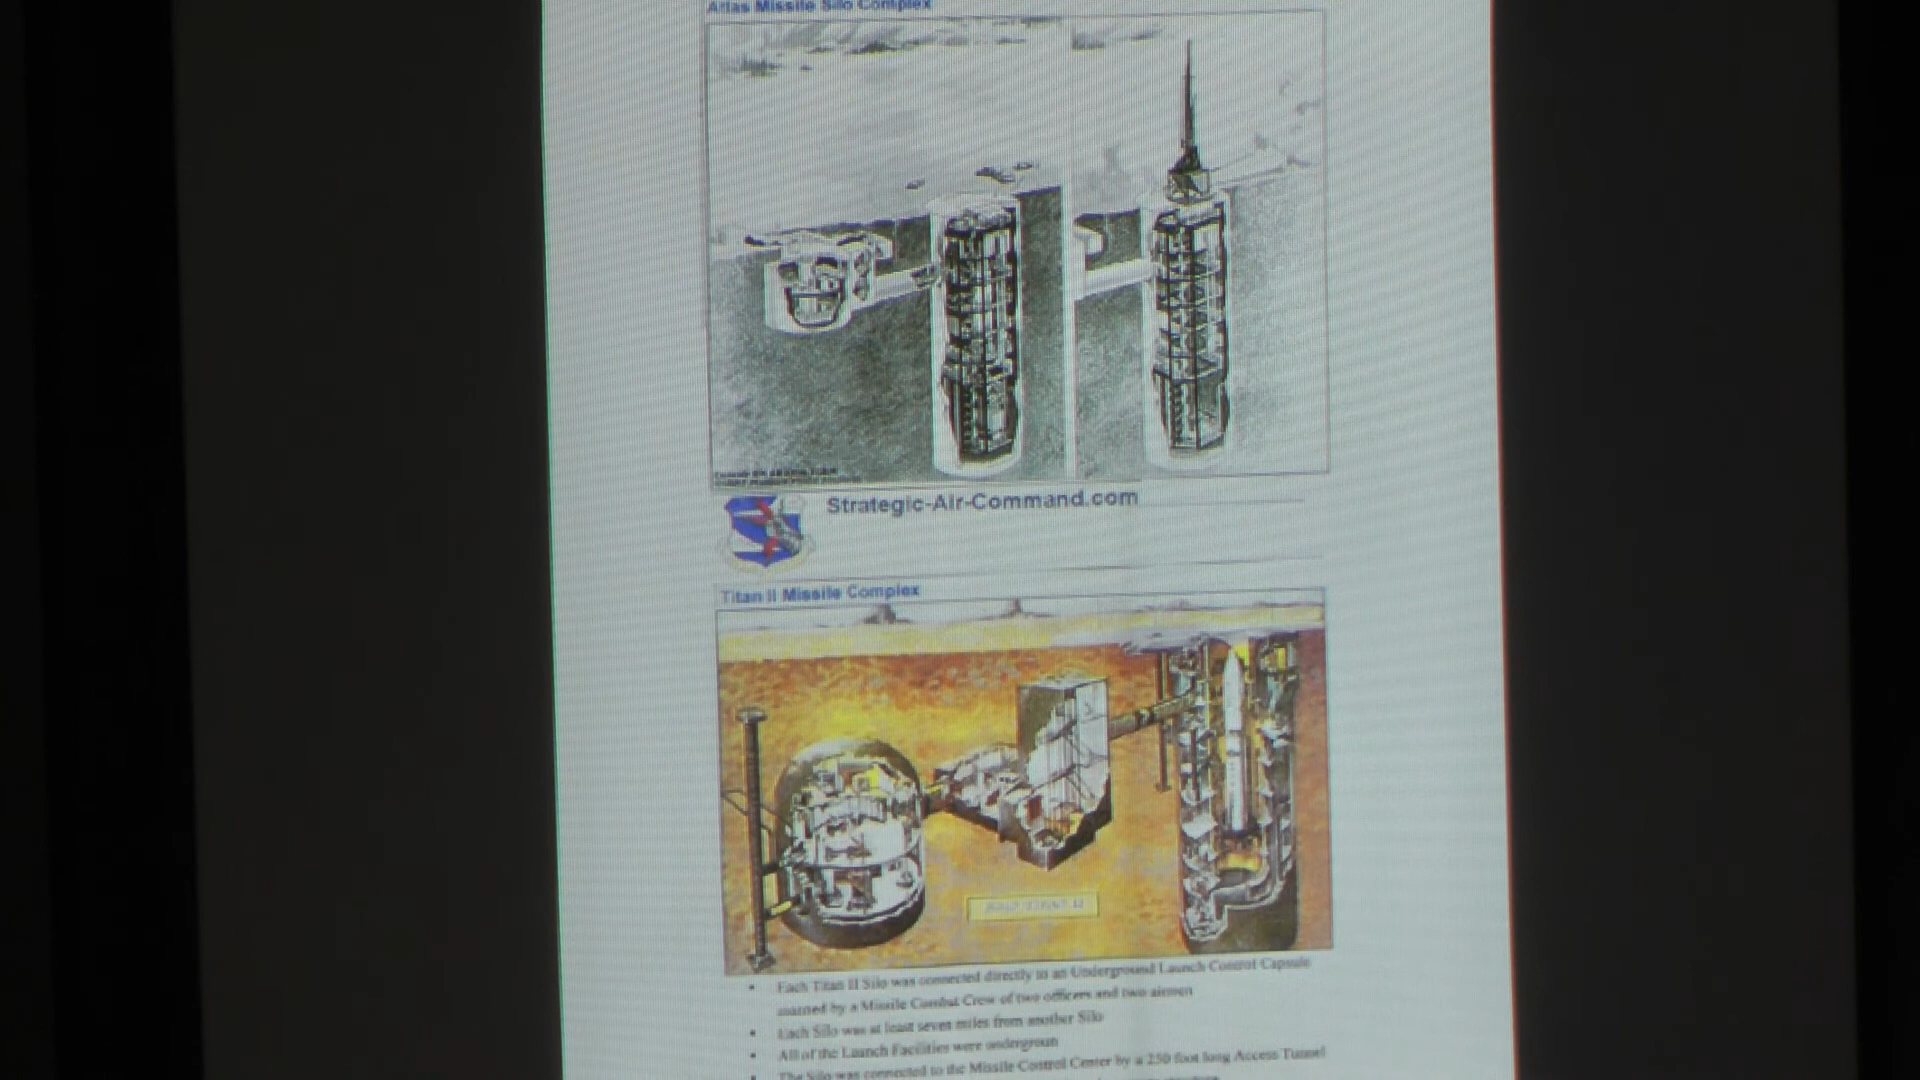 Atlas Missile Silo Complex
Strategic-Air-Command.com
Titan II Missile Complex
• Each Titan II Silo was connected directly to an Underground Launch Control Capsule
manned by a Missile Combat Crew of two officers and two airmen
• Each Silo was at least seven miles from another Silo
• All of the Launch Facilities were undergroun
• The Silo was connected to the Missile Control Center by a 250 foot long Access Tunnel